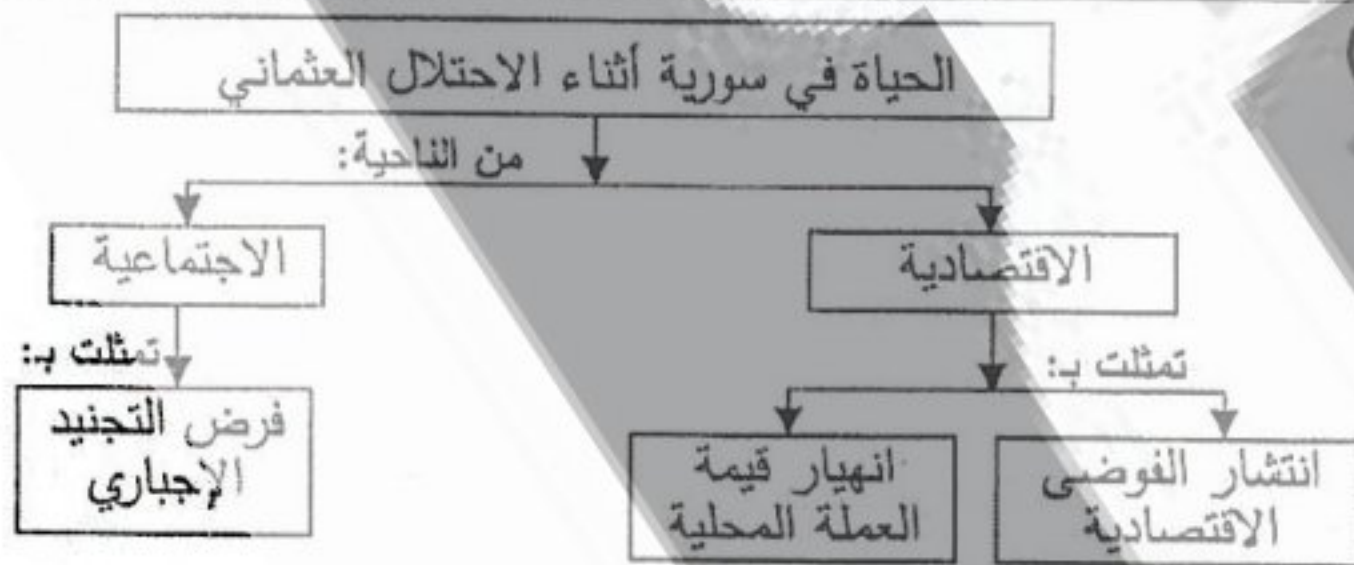 الحياة في سورية أثناء الاحتلال العثماني
من الناحية:
الاقتصادية
الاجتماعية
تمثلت بـ:
تمثلت بـ:
انتشار الفوضى
الاقتصادية
انهيار قيمة
العملة المحلية
فرض التجنيد
الإجباري